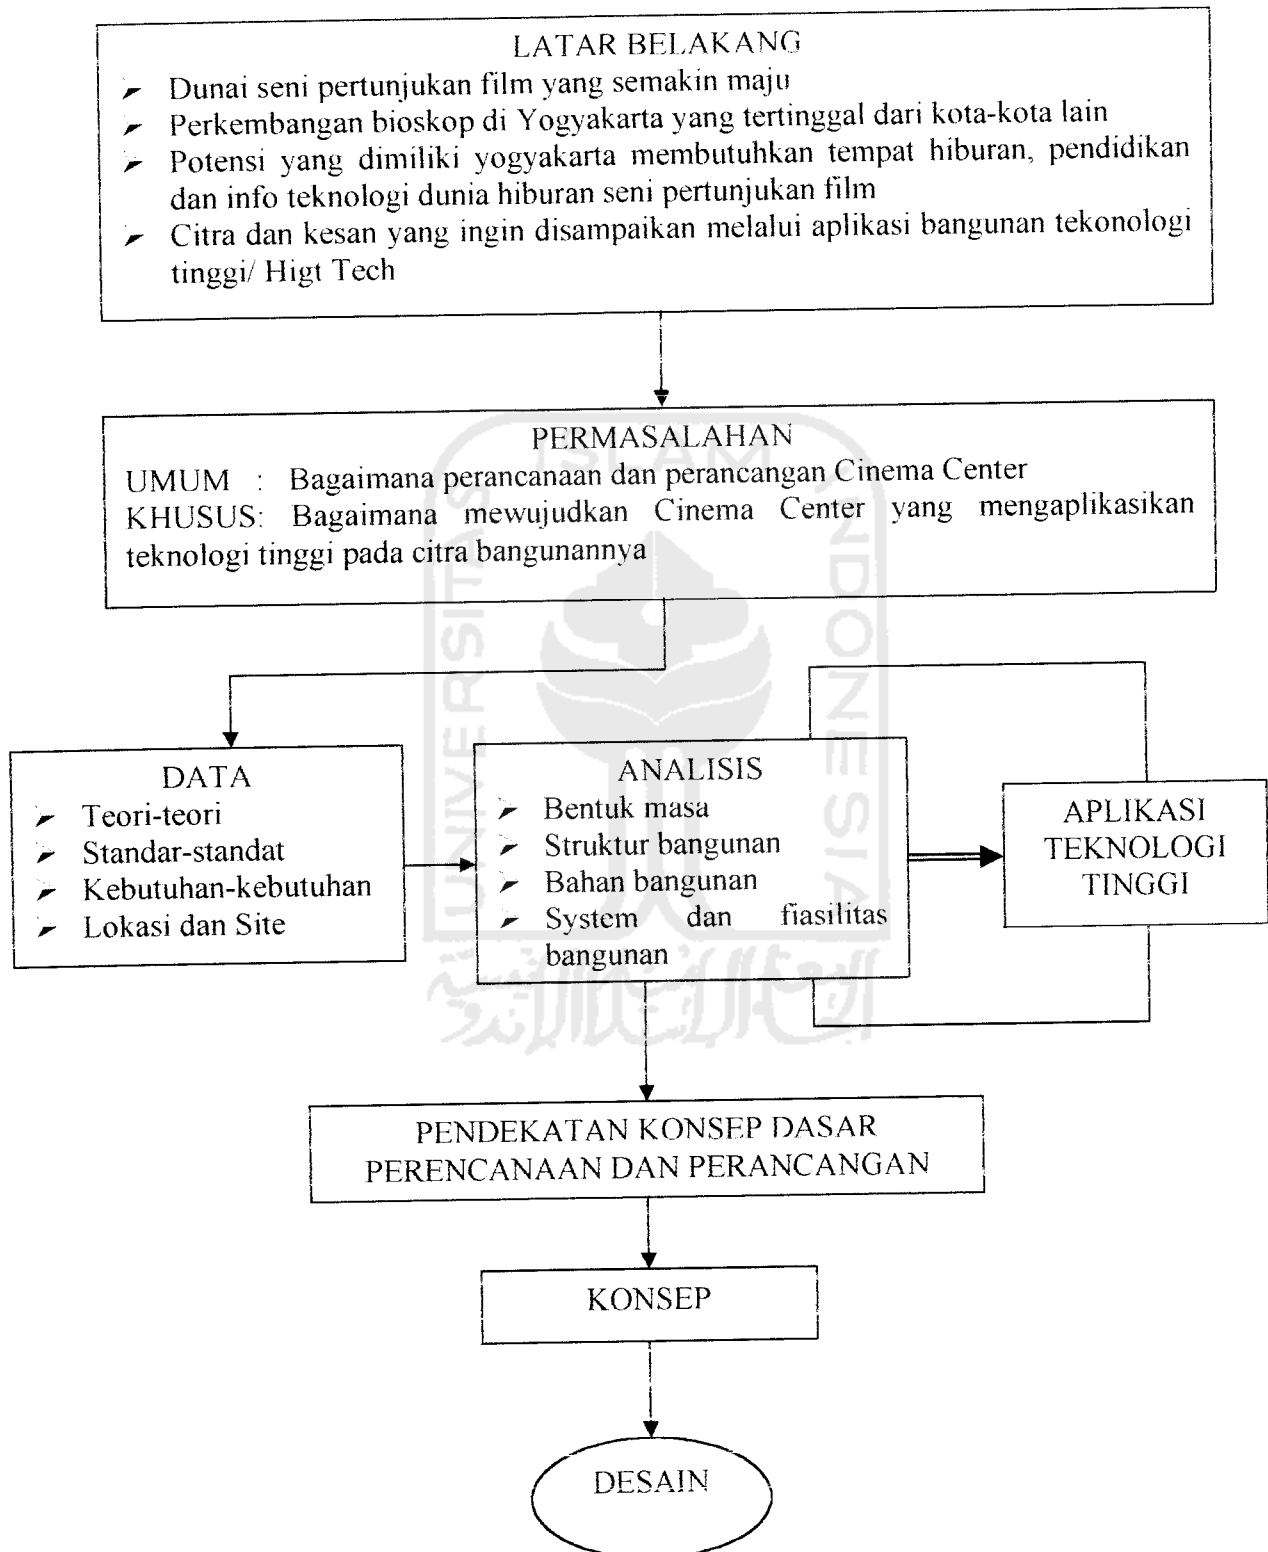 LATAR BELAKANG
➢ Dunai seni pertunjukan film yang semakin maju
➢ Perkembangan bioskop di Yogyakarta yang tertinggal dari kota-kota lain
➢ Potensi yang dimiliki yogyakarta membutuhkan tempat hiburan, pendidikan
dan info teknologi dunia hiburan seni pertunjukan film
➢ Citra dan kesan yang ingin disampaikan melalui aplikasi bangunan tekonologi
tinggi/ Higt Tech
PERMASALAHAN
UMUM : Bagaimana perancanaan dan perancangan Cinema Center
KHUSUS: Bagaimana mewujudkan Cinema Center yang mengaplikasikan
teknologi tinggi pada citra bangunannya
DATA
➢ Teori-teori
➢ Standar-standat
➢ Kebutuhan-kebutuhan
➢ Lokasi dan Site
ANALISIS
➢ Bentuk masa
➢ Struktur bangunan
➢ Bahan bangunan
➢ System dan fiasilitas
bangunan
APLIKASI
TEKNOLOGI
TINGGI
PENDEKATAN KONSEP DASAR
PERENCANAAN DAN PERANCANGAN
KONSEP
DESAIN
UNIVERSITAS
ISLAM
INDONESIA